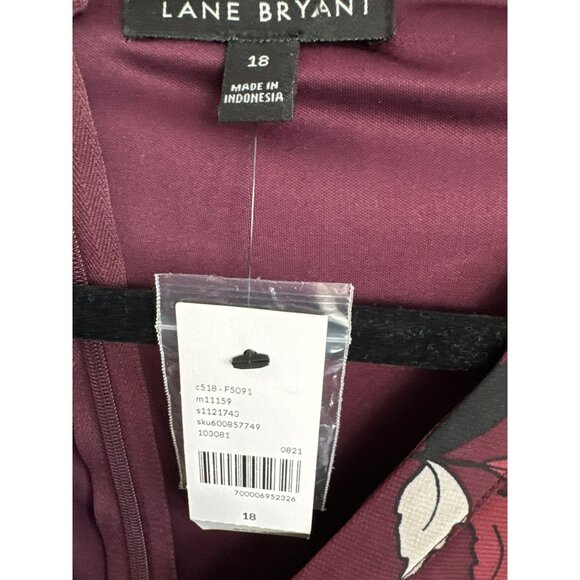 LANE BRYANT
18
MADE IN
INDONESIA
c518-F5091
m11159
s1121743
sku600857749
103081
0821
700006952326
18